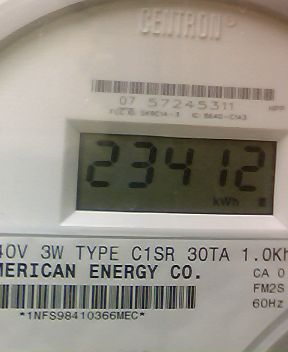 CENTRON
07 57245311
23412
kWh
40V 3W TYPE C1SR 30TA 1.0Kh
MERICAN ENERGY CO.
CA 0
FM2S
60Hz
*1NFS98410366MEC*